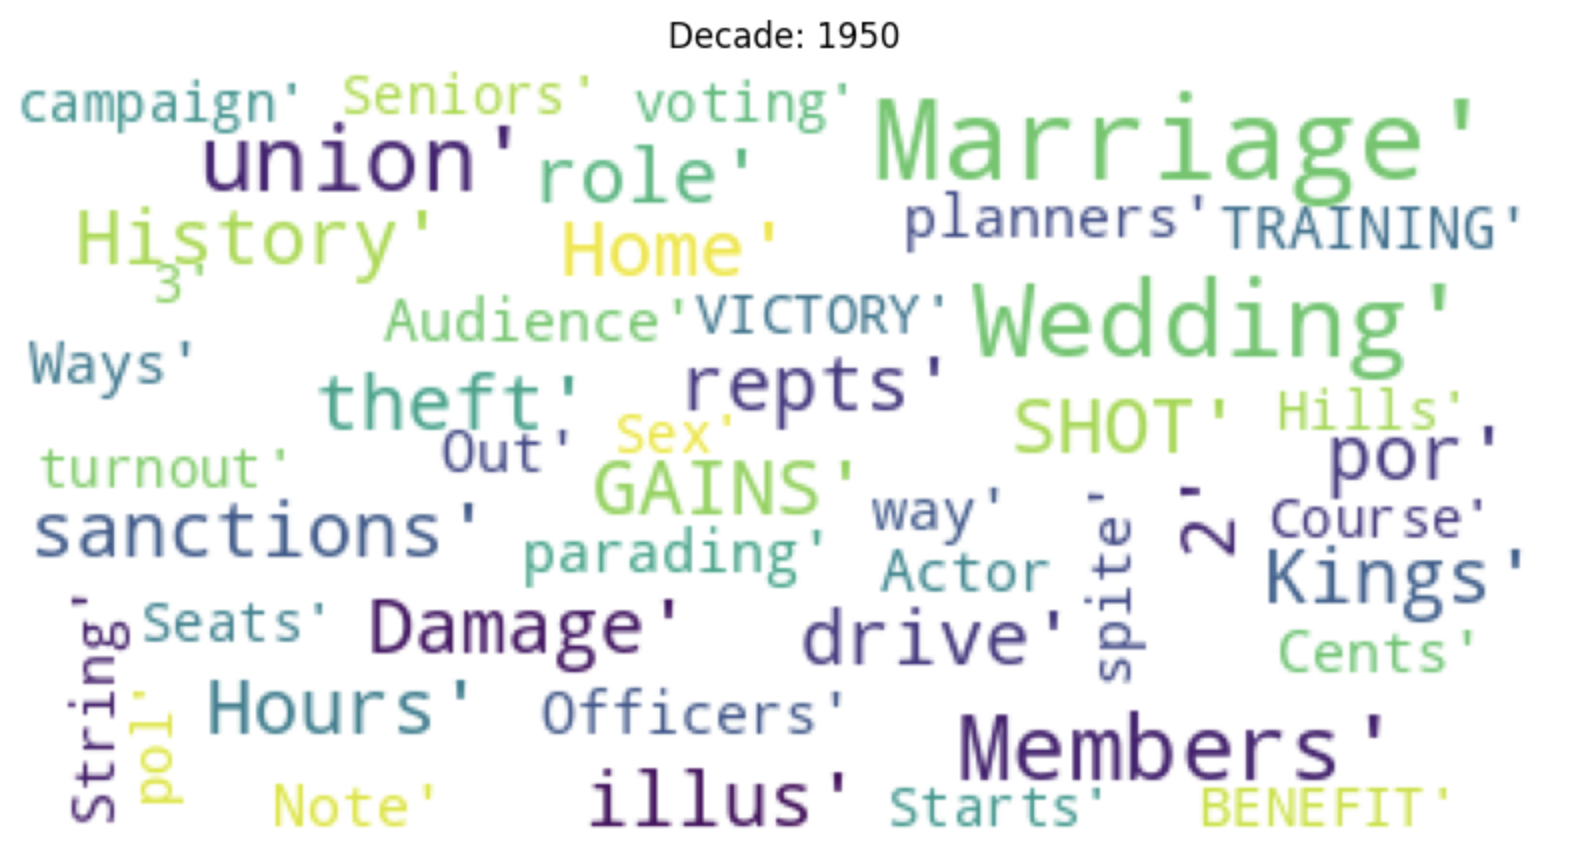 Decade: 1950
campaign' Seniors' voting' Marriage'
union' role'
planners' TRAINING'
History' Home'
3'
Audience' VICTORY' Wedding'
Ways'
theft' repts'
SHOT' Hills'
Out' Sex' por'
turnout' GAINS'
sanctions' way' spite' 2' Course'
parading' Actor Kings'
String' Seats' Damage' drive' Cents'
pol' Hours' Officers' Members'
Note' illus' Starts' BENEFIT'